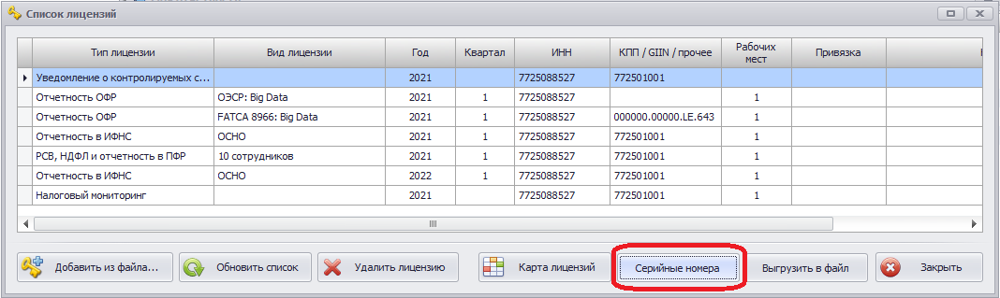 Список лицензий
Тип лицензии Вид лицензии Год Квартал ИНН КПП / GIIN / прочее Рабочих мест Привязка
Уведомление о контролируемых с... 2021 7725088527 772501001
Отчетность ОФР ОЭСР: Big Data 2021 1 7725088527 1
Отчетность ОФР FATCA 8966: Big Data 2021 1 7725088527 000000.00000.LE.643 1
Отчетность в ИФНС ОСНО 2021 1 7725088527 772501001 1
РСВ, НДФЛ и отчетность в ПФР 10 сотрудников 2021 1 7725088527 772501001 1
Отчетность в ИФНС ОСНО 2022 1 7725088527 772501001 1
Налоговый мониторинг 2021 7725088527 772501001 1
Добавить из файла... Обновить список Удалить лицензию Карта лицензий Серийные номера Выгрузить в файл Закрыть